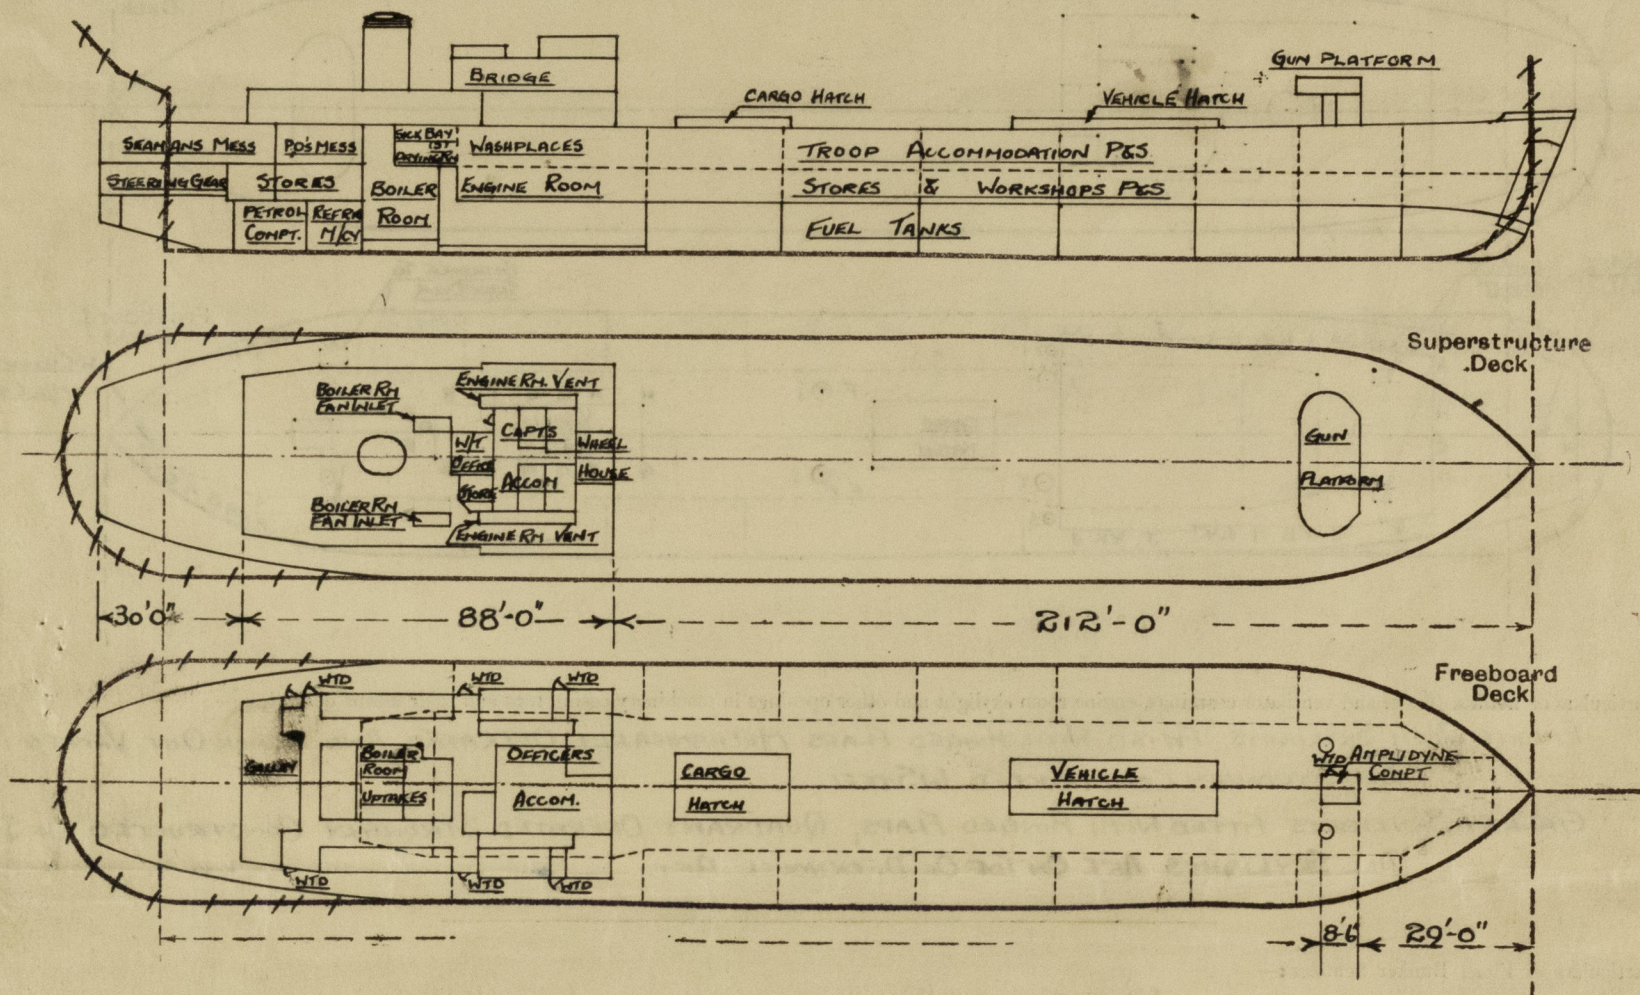 GUN PLATFORM
BRIDGE
CARGO HATCH
VEHICLE HATCH
SEAMANS MESS
P.O'S MESS
SICK BAY
WASHPLACES
TROOP ACCOMMODATION P&S.
STEERING GEAR
STORES
BOILER
ROOM
ENGINE ROOM
STORES & WORKSHOPS P&S
PETROL
COMPT.
REFRG
M/CY
FUEL TANKS
Superstructure
Deck
BOILER RM
FAN INLET
ENGINE RM. VENT
W/T
OFFICE
CAPTS
ACCOM
WHEEL
HOUSE
STORE
GUN
PLATFORM
BOILER RM
FAN INLET
ENGINE RM VENT
30'0"
88'-0"
212'-0"
Freeboard
Deck
WTD
WTD
WTD
GALLEY
BOILER
ROOM
UPTAKES
OFFICERS
ACCOM.
CARGO
HATCH
VEHICLE
HATCH
WTD
AMPLIDYNE
COMPT
WTD
WTD
WTD
8'6"
29'-0"